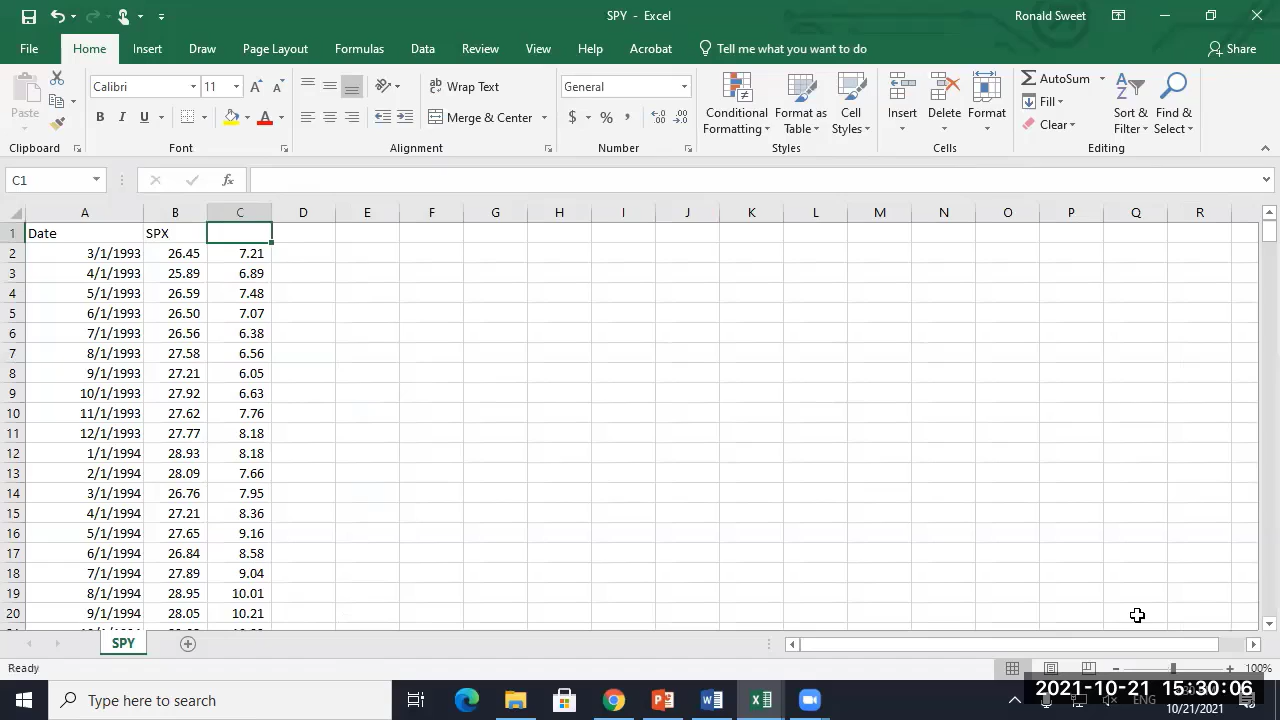 SPY - Excel
Ronald Sweet
File Home Insert Draw Page Layout Formulas Data Review View Help Acrobat Tell me what you want to do Share
Paste
Calibri 11 A A
B I U A
Wrap Text
Merge & Center
General
$ % ,
Conditional Formatting
Format as Table
Cell Styles
Insert Delete Format
AutoSum
Fill
Clear
Sort & Filter
Find & Select
Clipboard Font Alignment Number Styles Cells Editing
C1 fx
A B C D E F G H I J K L M N O P Q R
1 Date SPX
2 3/1/1993 26.45 7.21
3 4/1/1993 25.89 6.89
4 5/1/1993 26.59 7.48
5 6/1/1993 26.50 7.07
6 7/1/1993 26.56 6.38
7 8/1/1993 27.58 6.56
8 9/1/1993 27.21 6.05
9 10/1/1993 27.92 6.63
10 11/1/1993 27.62 7.76
11 12/1/1993 27.77 8.18
12 1/1/1994 28.93 8.18
13 2/1/1994 28.09 7.66
14 3/1/1994 26.76 7.95
15 4/1/1994 27.21 8.36
16 5/1/1994 27.65 9.16
17 6/1/1994 26.84 8.58
18 7/1/1994 27.89 9.04
19 8/1/1994 28.95 10.01
20 9/1/1994 28.05 10.21
SPY
Ready
100%
Type here to search
ENG
2021-10-21 15:30:06
10/21/2021